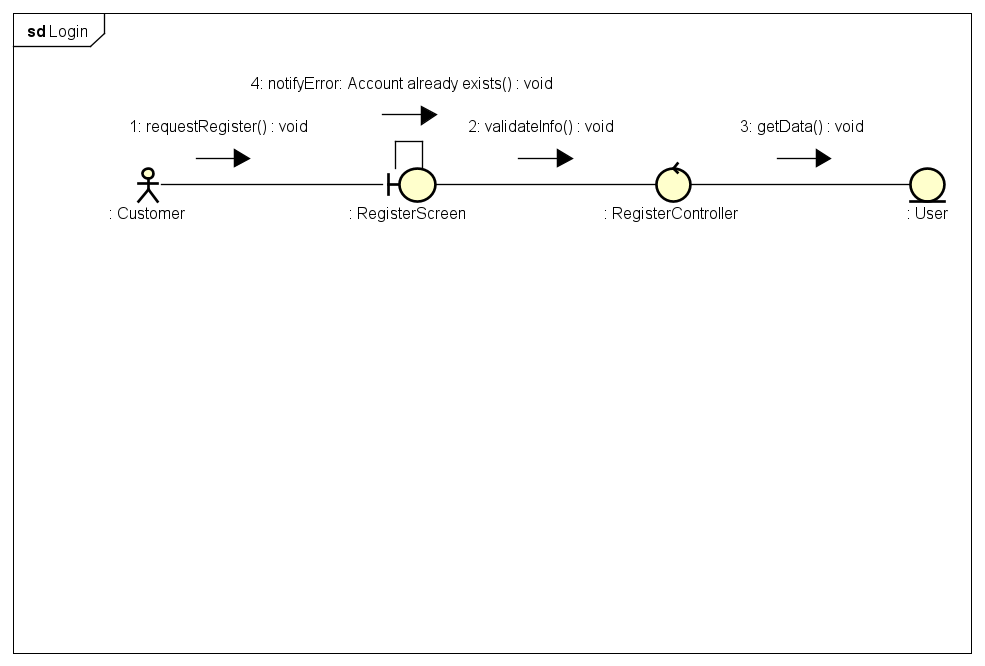 sd Login
4: notifyError: Account already exists() : void
1: requestRegister() : void
2: validateInfo() : void
3: getData() : void
: Customer
: RegisterScreen
: RegisterController
: User